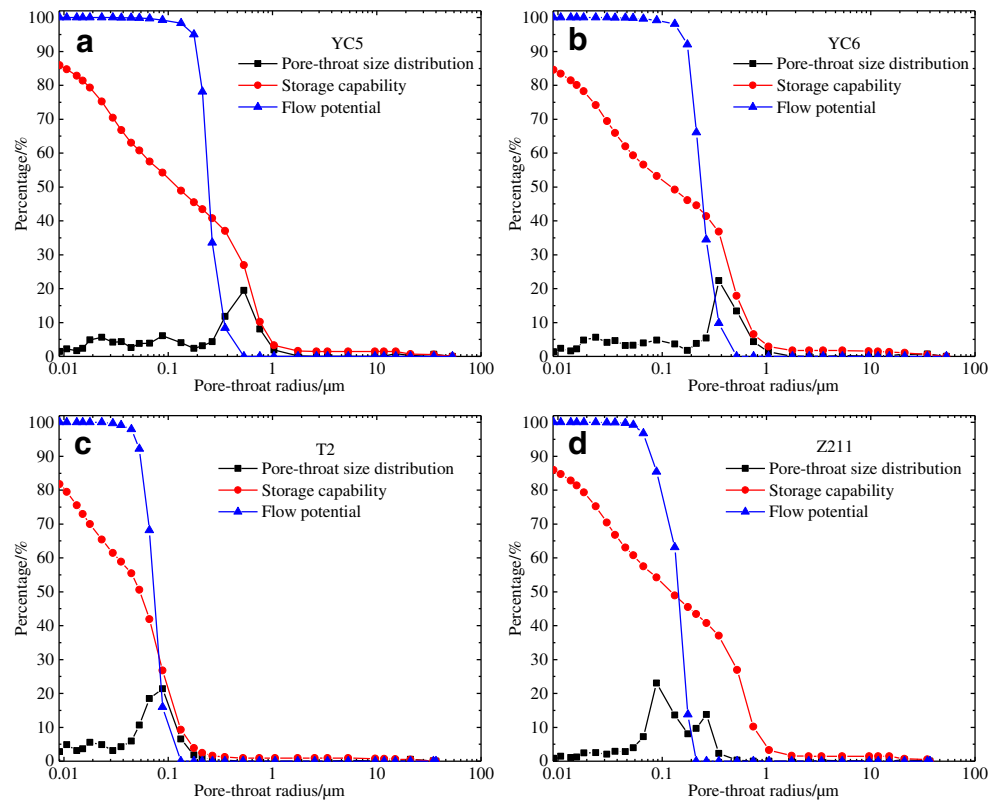 a
YC5
Pore-throat size distribution
Storage capability
Flow potential
Percentage/%
100
90
80
70
60
50
40
30
20
10
0
0.01 0.1 1 10 100
Pore-throat radius/μm
b
YC6
Pore-throat size distribution
Storage capability
Flow potential
Percentage/%
100
90
80
70
60
50
40
30
20
10
0
0.01 0.1 1 10 100
Pore-throat radius/μm
c
T2
Pore-throat size distribution
Storage capability
Flow potential
Percentage/%
100
90
80
70
60
50
40
30
20
10
0
0.01 0.1 1 10 100
Pore-throat radius/μm
d
Z211
Pore-throat size distribution
Storage capability
Flow potential
Percentage/%
100
90
80
70
60
50
40
30
20
10
0
0.01 0.1 1 10 100
Pore-throat radius/μm